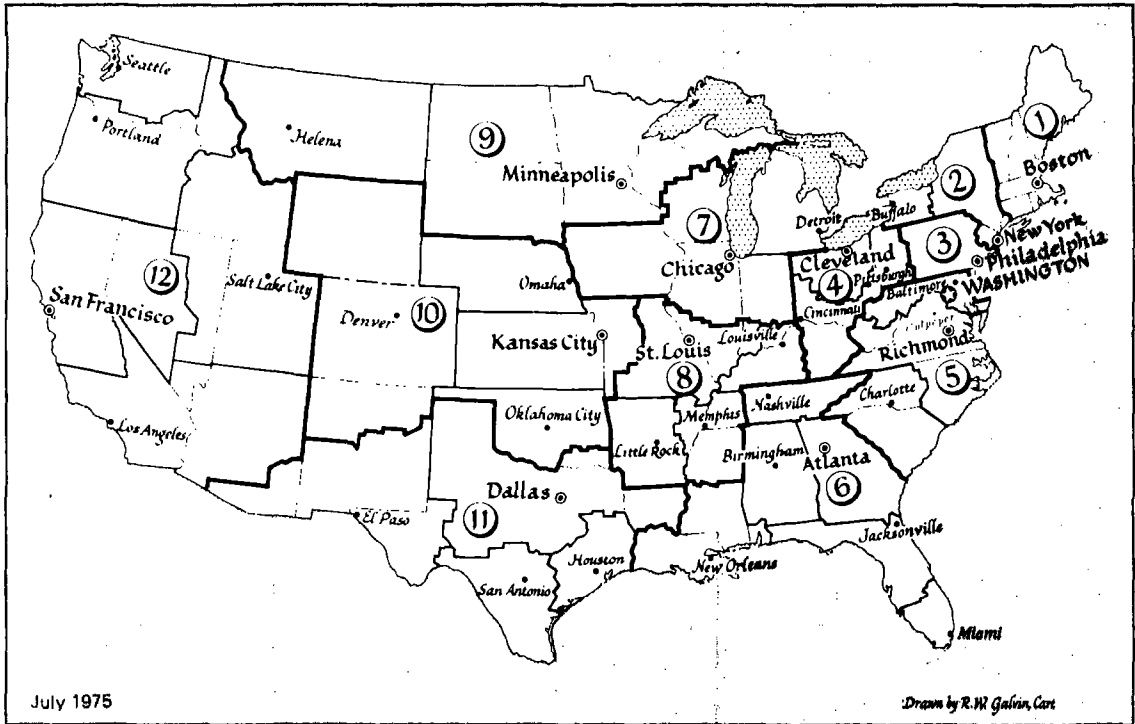 Seattle
Portland
Helena
9
Minneapolis
1
Boston
2
Buffalo
Detroit
7
3
New York
Philadelphia
Cleveland
Chicago
4
Pittsburgh
WASHINGTON
Baltimore
Cincinnati
12
Salt Lake City
Omaha
San Francisco
Denver
10
Kansas City
St. Louis
Louisville
Culpeper
Richmond
8
5
Los Angeles
Oklahoma City
Memphis
Nashville
Charlotte
Little Rock
Birmingham
Atlanta
6
Dallas
11
El Paso
Jacksonville
Houston
New Orleans
San Antonio
Miami
July 1975
Drawn by R.W. Galvin, Cart